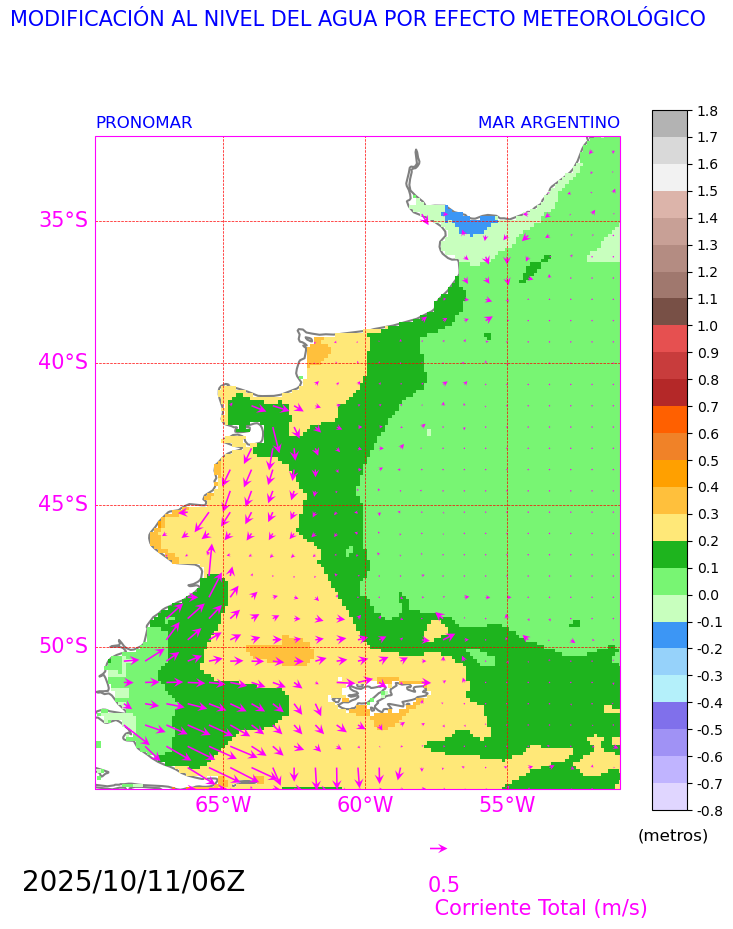 MODIFICACIÓN AL NIVEL DEL AGUA POR EFECTO METEOROLÓGICO
PRONOMAR MAR ARGENTINO
1.8
1.7
1.6
1.5
1.4
1.3
1.2
1.1
1.0
0.9
0.8
0.7
0.6
0.5
0.4
0.3
0.2
0.1
0.0
-0.1
-0.2
-0.3
-0.4
-0.5
-0.6
-0.7
-0.8
(metros)
35°S
40°S
45°S
50°S
65°W 60°W 55°W
2025/10/11/06Z
0.5
Corriente Total (m/s)